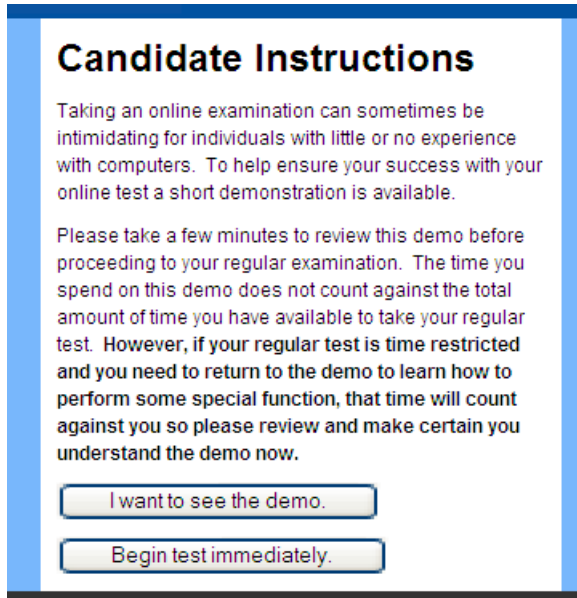 Candidate Instructions
Taking an online examination can sometimes be
intimidating for individuals with little or no experience
with computers.  To help ensure your success with your
online test a short demonstration is available.
Please take a few minutes to review this demo before
proceeding to your regular examination.  The time you
spend on this demo does not count against the total
amount of time you have available to take your regular
test.  However, if your regular test is time restricted
and you need to return to the demo to learn how to
perform some special function, that time will count
against you so please review and make certain you
understand the demo now.
I want to see the demo.
Begin test immediately.